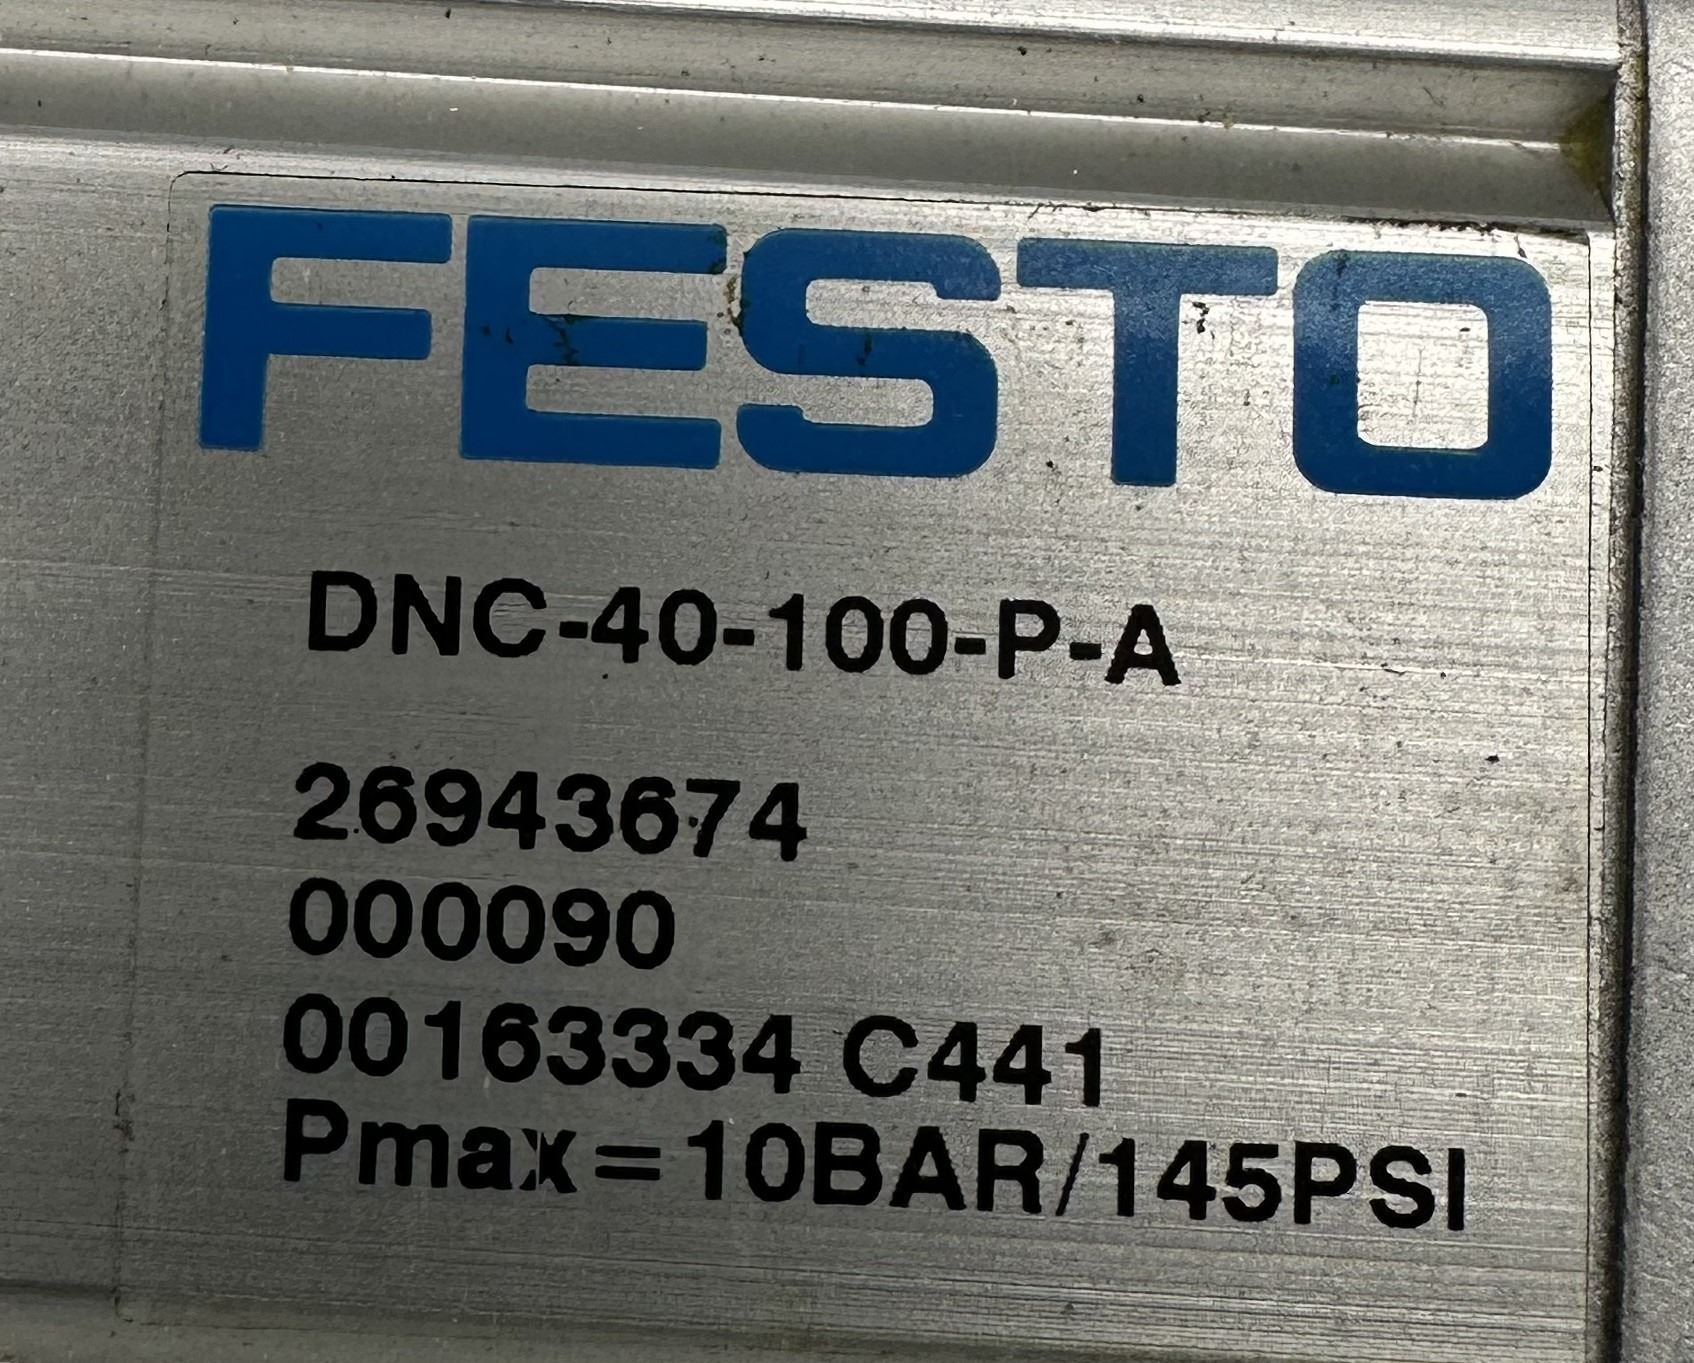 FESTO
DNC-40-100-P-A
26943674
000090
00163334 C441
Pmax=10BAR/145PSI